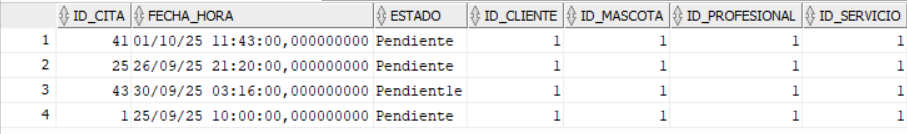 ID_CITA FECHA_HORA ESTADO ID_CLIENTE ID_MASCOTA ID_PROFESIONAL ID_SERVICIO
1 41 01/10/25 11:43:00,000000000 Pendiente 1 1 1 1
2 25 26/09/25 21:20:00,000000000 Pendiente 1 1 1 1
3 43 30/09/25 03:16:00,000000000 Pendient1e 1 1 1 1
4 1 25/09/25 10:00:00,000000000 Pendiente 1 1 1 1